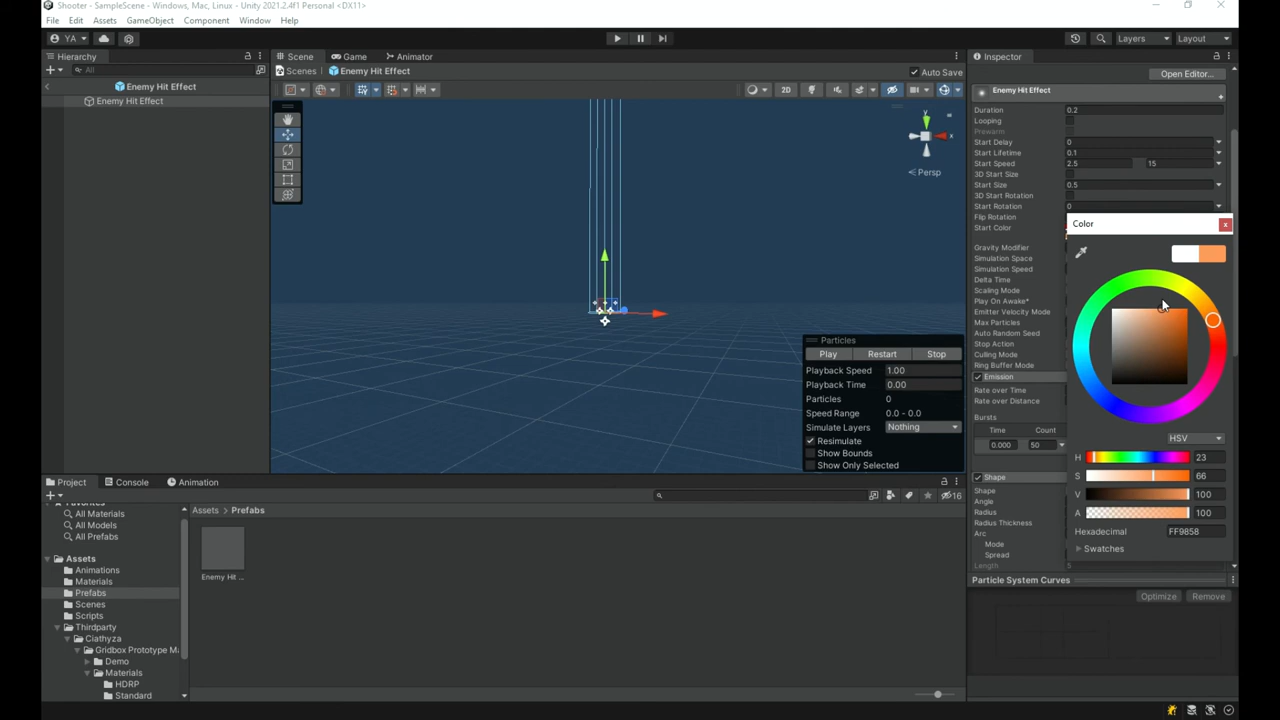 Shooter - SampleScene - Windows, Mac, Linux - Unity 2021.2.4f1 Personal <DX11>
File Edit Assets GameObject Component Window Help
YA Layers Layout
Hierarchy Scene Game Animator Inspector
All Scenes Enemy Hit Effect Auto Save Open Editor...
Enemy Hit Effect
Enemy Hit Effect
2D
y
x
Persp
Enemy Hit Effect
Duration 0.2
Looping
Prewarm
Start Delay 0
Start Lifetime 0.1
Start Speed 2.5 15
3D Start Size
Start Size 0.5
3D Start Rotation
Start Rotation 0
Flip Rotation
Start Color
Gravity Modifier
Simulation Space
Simulation Speed
Delta Time
Scaling Mode
Play On Awake*
Emitter Velocity Mode
Max Particles
Auto Random Seed
Stop Action
Culling Mode
Ring Buffer Mode
Emission
Rate over Time
Rate over Distance
Bursts
Time Count
0.000 50
Shape
Shape
Angle
Radius
Radius Thickness
Arc
Mode
Spread
Length 5
Color x
HSV
H 23
S 66
V 100
A 100
Hexadecimal FF9858
Swatches
Particles
Play Restart Stop
Playback Speed 1.00
Playback Time 0.00
Particles 0
Speed Range 0.0 - 0.0
Simulate Layers Nothing
Resimulate
Show Bounds
Show Only Selected
Project Console Animation
16
Favorites
All Materials
All Models
All Prefabs
Assets
Animations
Materials
Prefabs
Scenes
Scripts
Thirdparty
Ciathyza
Gridbox Prototype Ma
Demo
Materials
HDRP
Standard
Assets > Prefabs
Enemy Hit ...
Particle System Curves
Optimize Remove